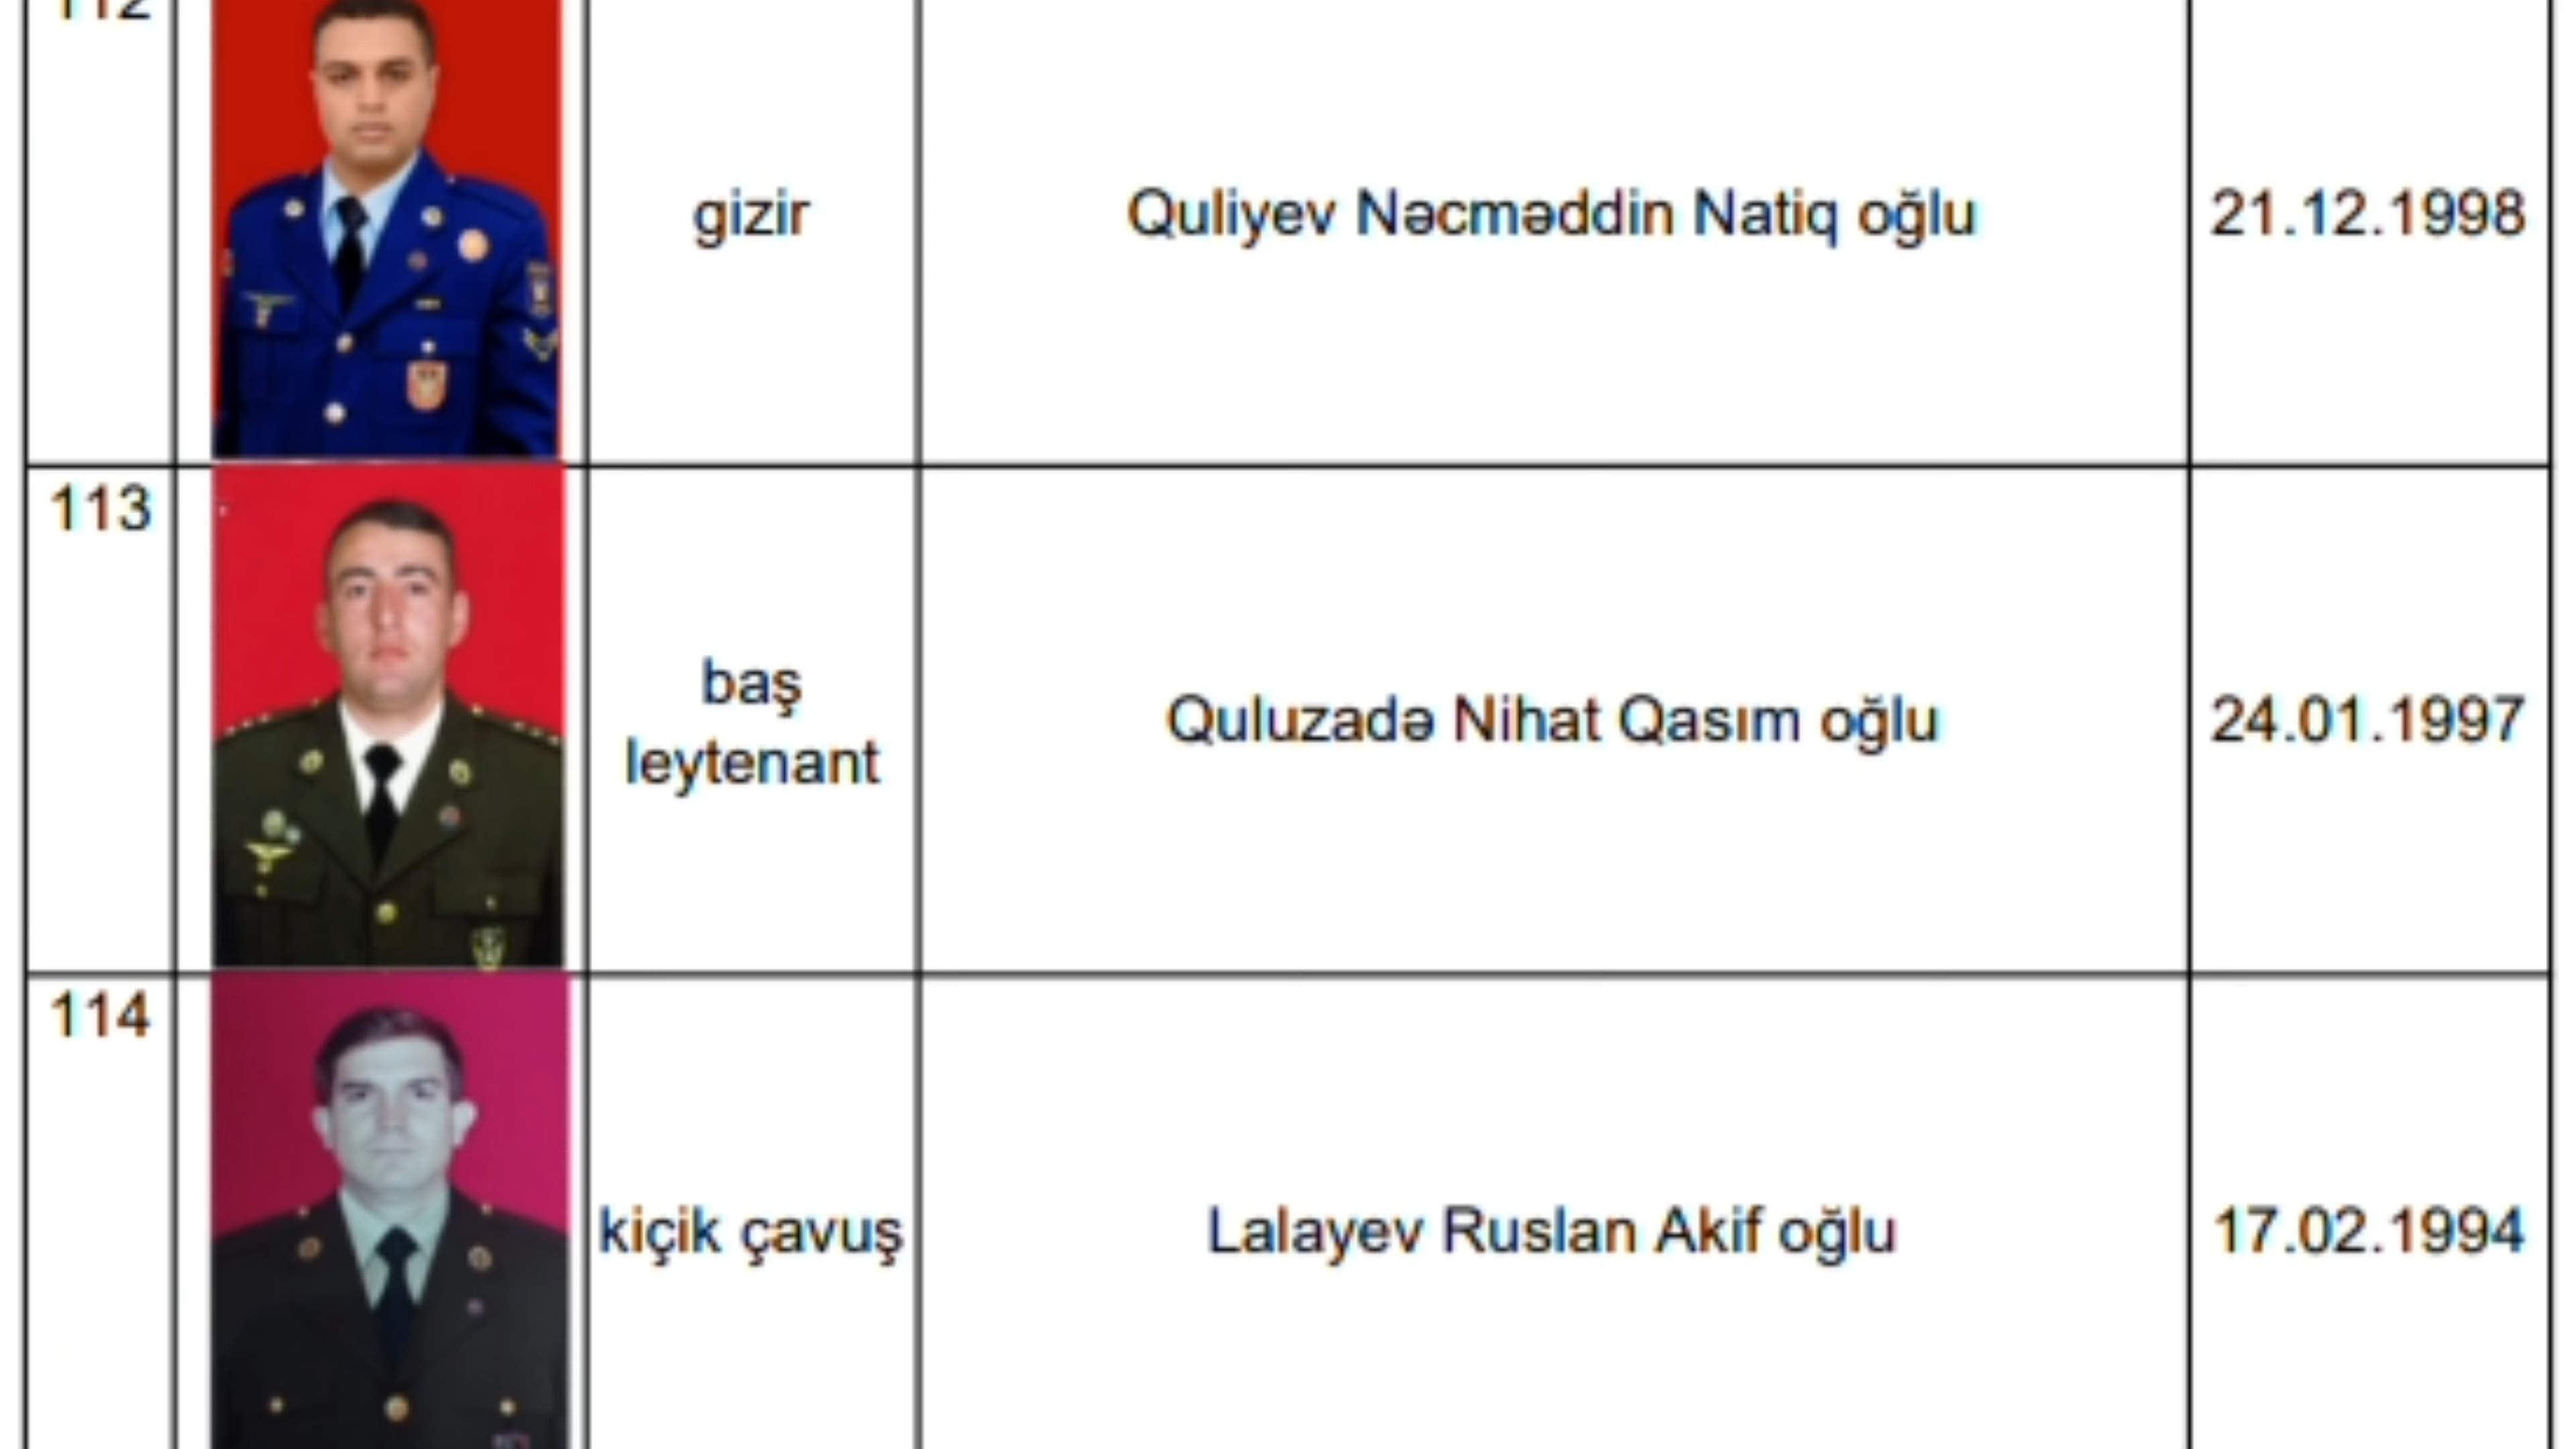 112
gizir
Quliyev Nəcməddin Natiq oğlu
21.12.1998
113
baş
leytenant
Quluzadə Nihat Qasım oğlu
24.01.1997
114
kiçik çavuş
Lalayev Ruslan Akif oğlu
17.02.1994